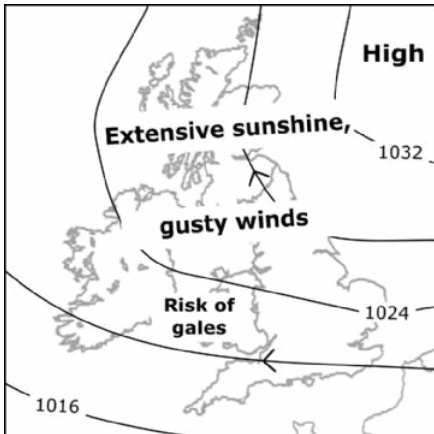 High
Extensive sunshine,
1032
gusty winds
Risk of
gales
1024
1016